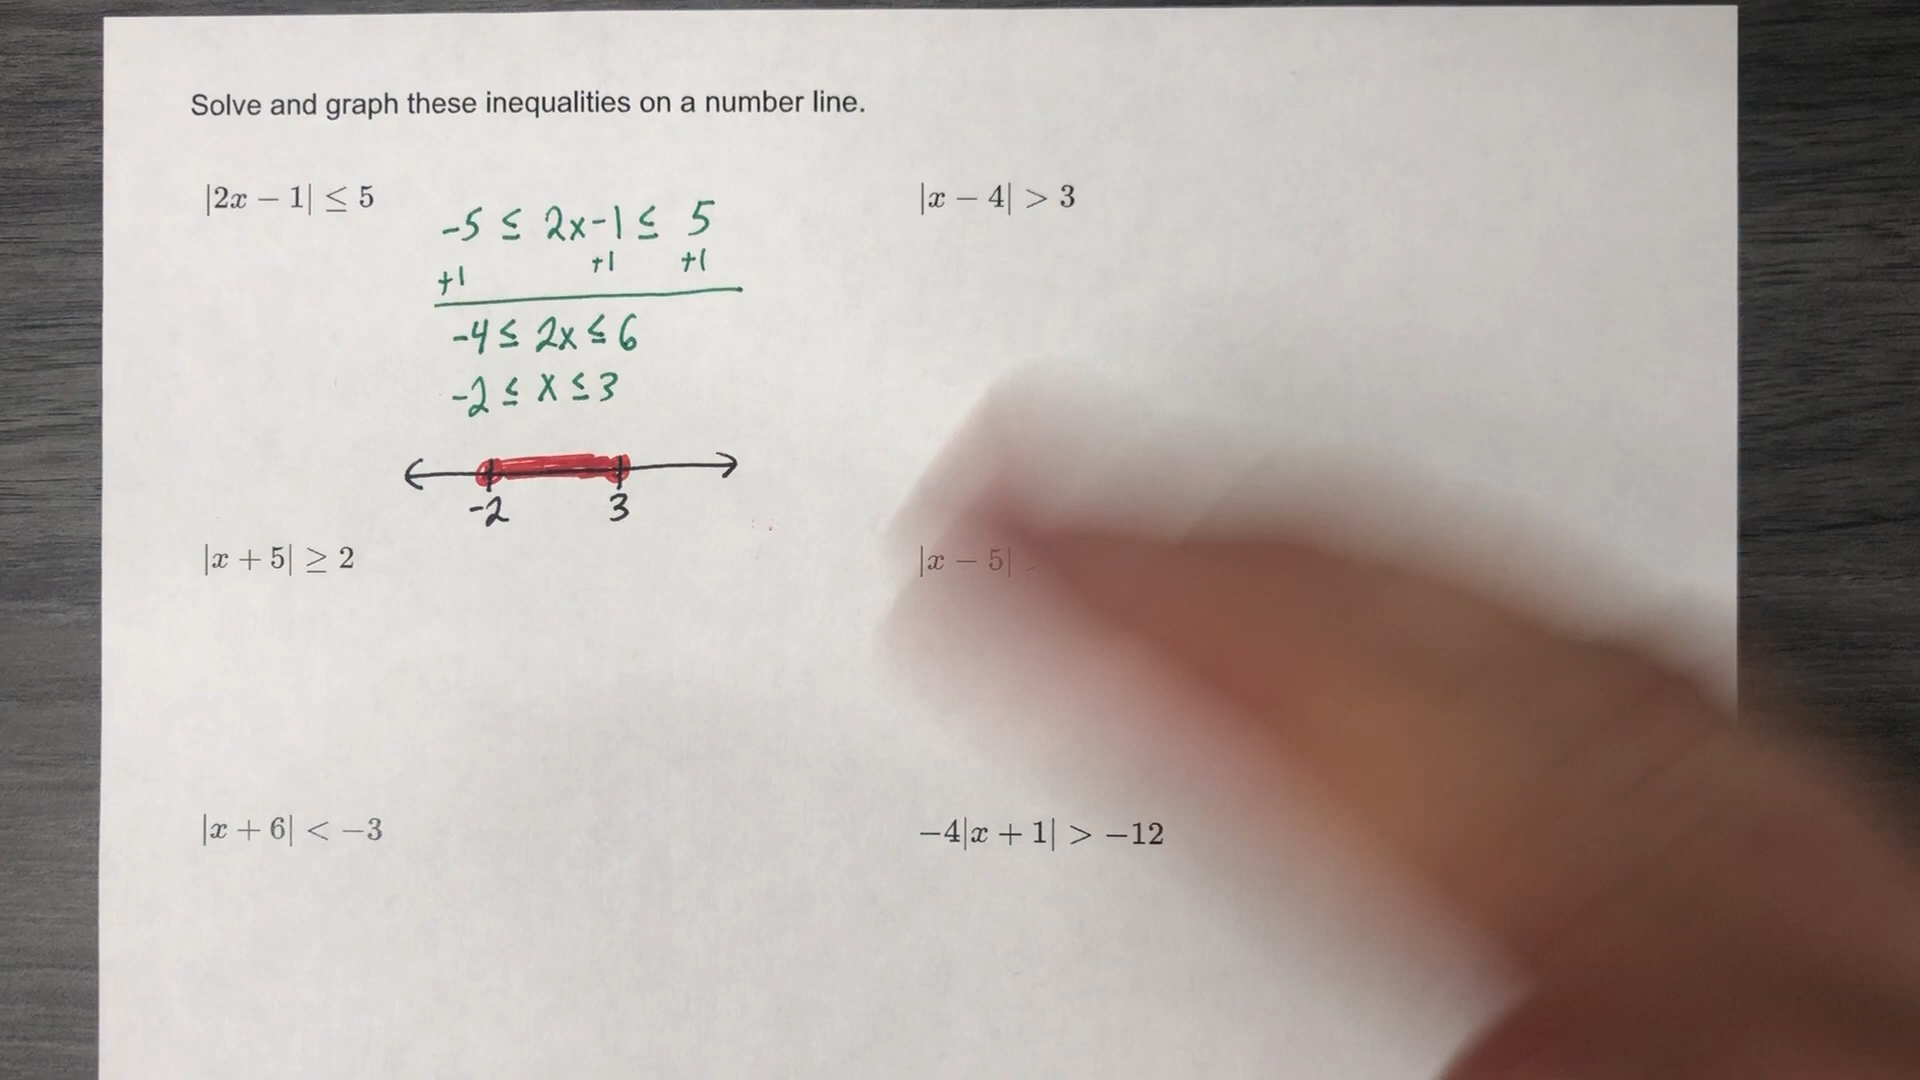 Solve and graph these inequalities on a number line.
|2x − 1| ≤ 5
-5 ≤ 2x-1 ≤ 5
+1 +1 +1
-4 ≤ 2x ≤ 6
-2 ≤ x ≤ 3
-2 3
|x − 4| > 3
|x + 5| ≥ 2
|x − 5|
|x + 6| < −3
−4|x + 1| > −12